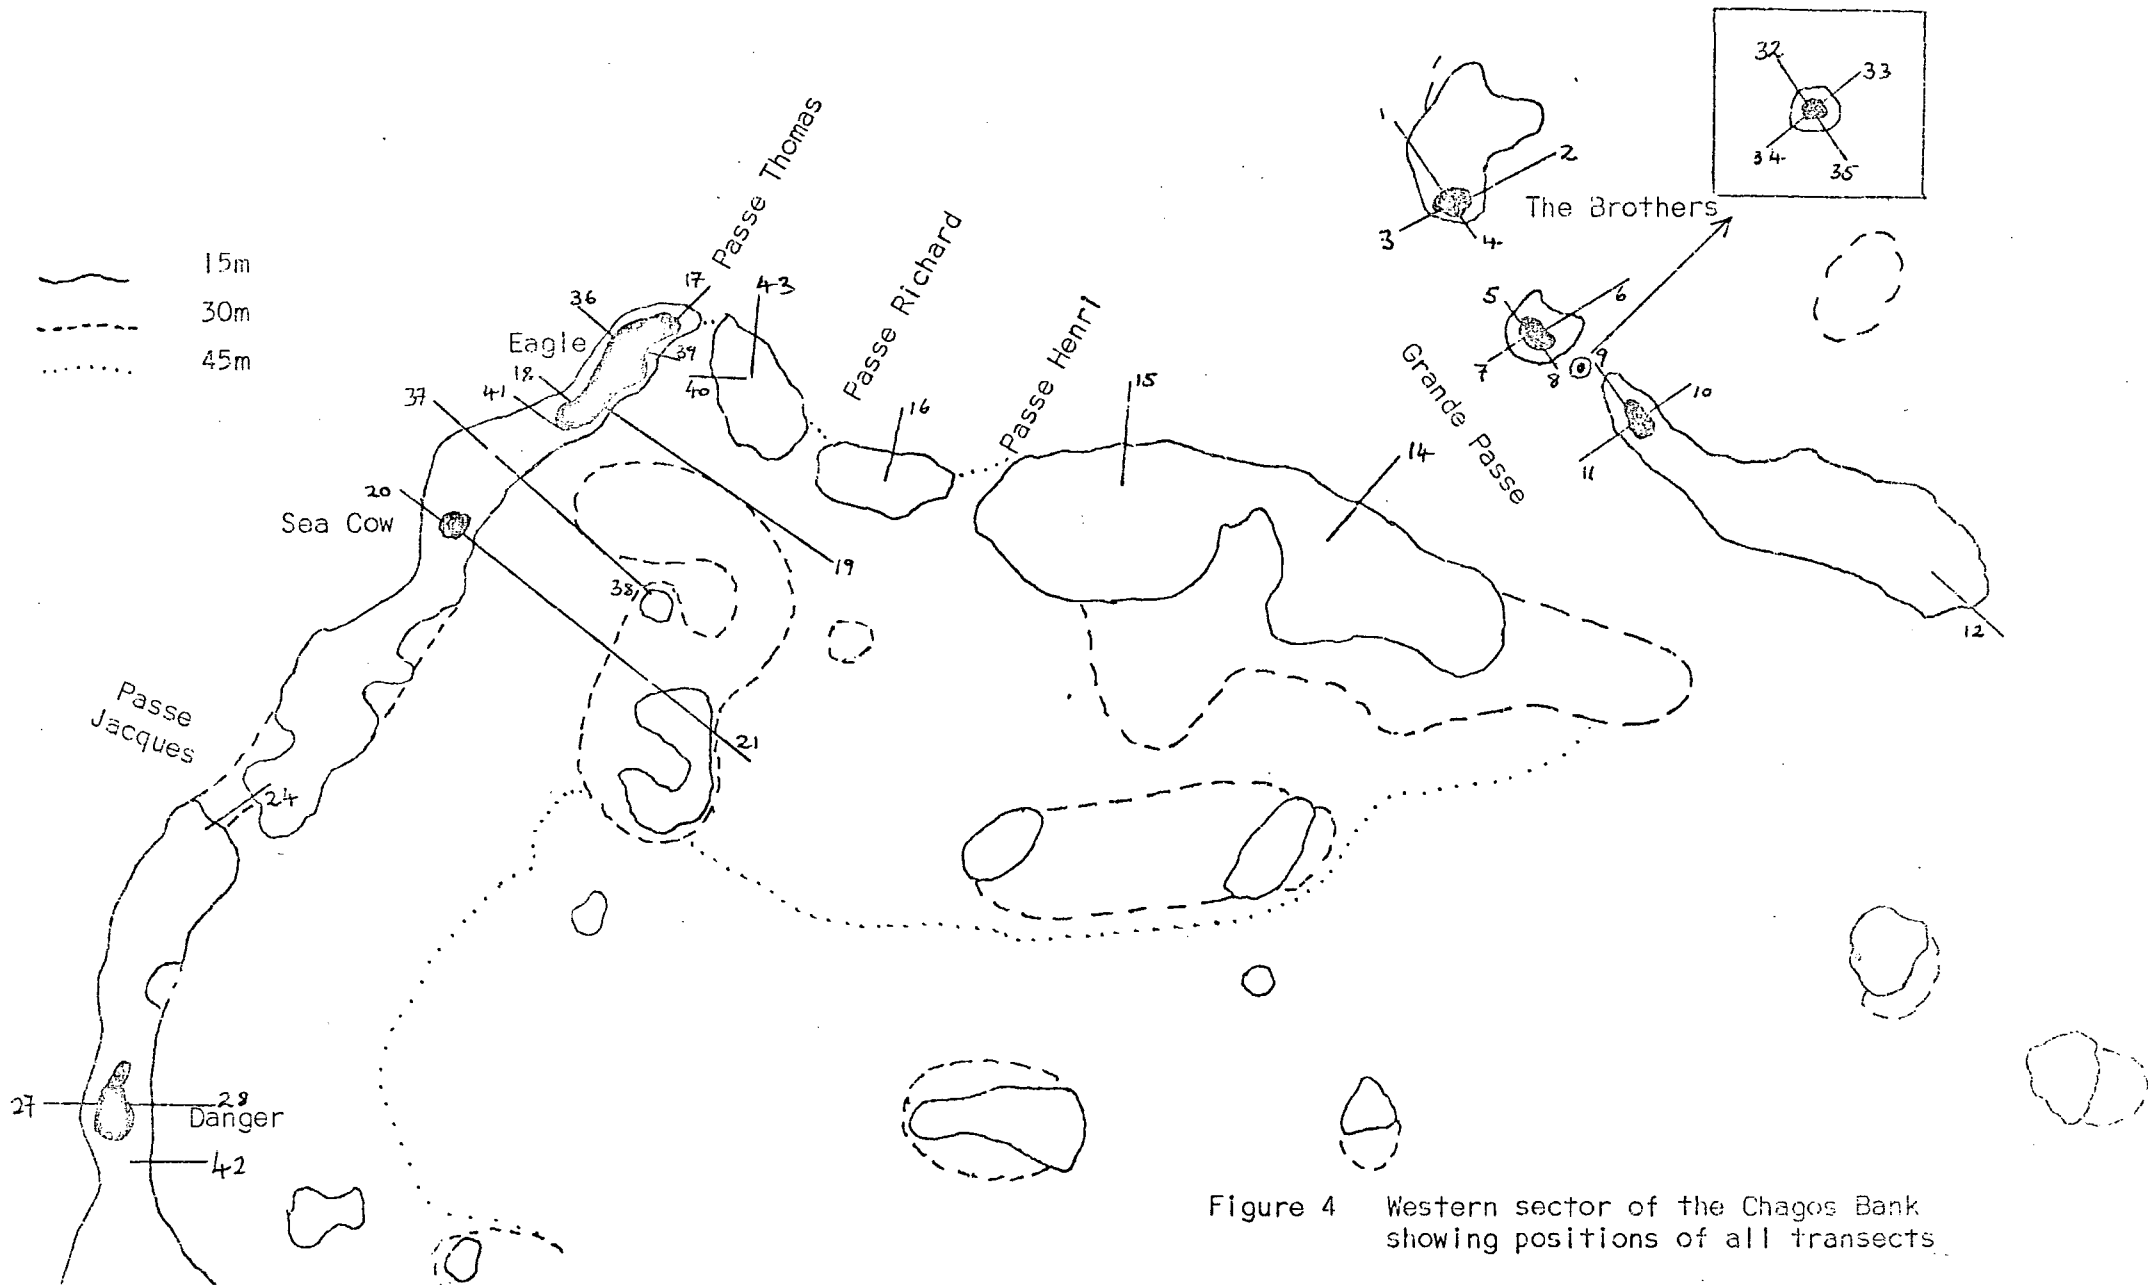 32
33
34
35
1
2
3
4
The Brothers
15m
30m
45m
Passe Thomas
Passe Richard
Passe Henri
Grande Passe
17
43
36
Eagle
39
40
18
41
37
16
15
14
5
6
7
8
9
10
11
12
20
Sea Cow
19
38
21
Passe
Jacques
24
27
28
Danger
42
Figure 4 Western sector of the Chagos Bank
showing positions of all transects